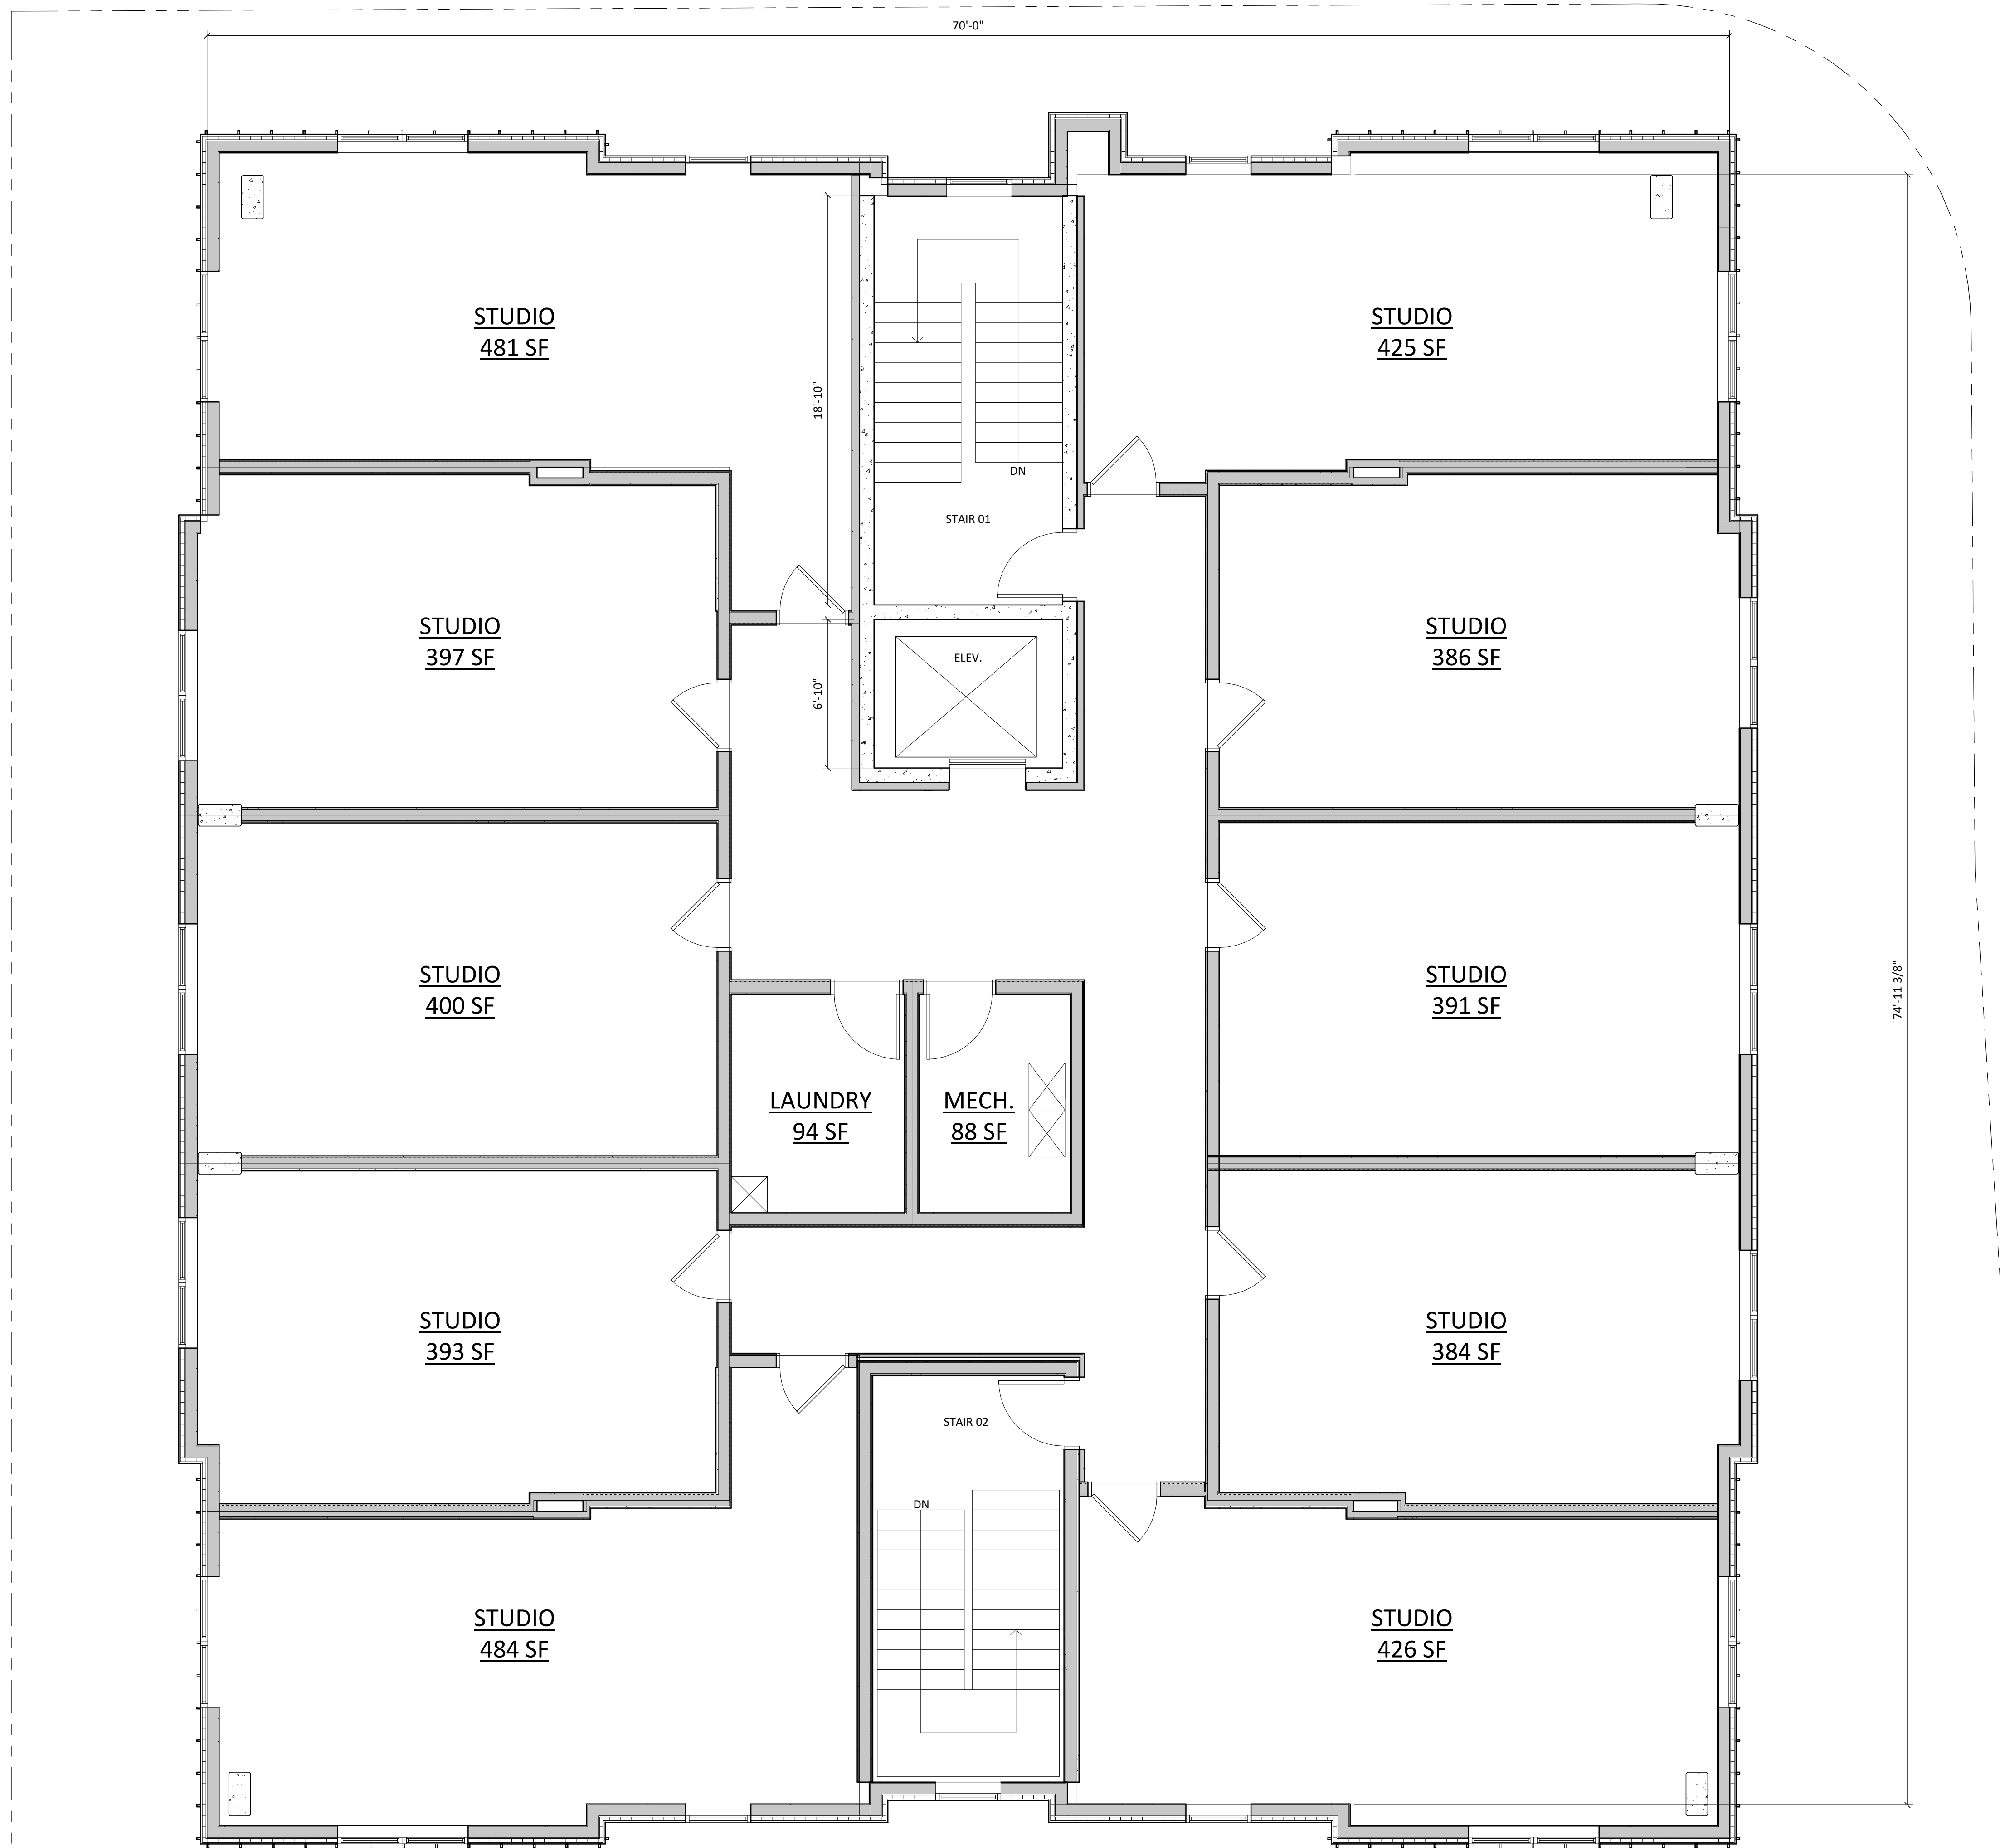 70'-0"
STUDIO
481 SF
STUDIO
425 SF
18'-10"
DN
STAIR 01
STUDIO
397 SF
6'-10"
ELEV.
STUDIO
386 SF
STUDIO
400 SF
STUDIO
391 SF
74'-11 3/8"
LAUNDRY
94 SF
MECH.
88 SF
STUDIO
393 SF
STUDIO
384 SF
STAIR 02
DN
STUDIO
484 SF
STUDIO
426 SF